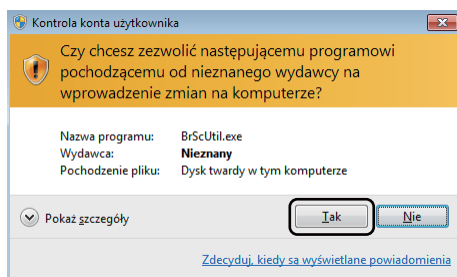 Kontrola konta użytkownika
Czy chcesz zezwolić następującemu programowi
pochodzącemu od nieznanego wydawcy na
wprowadzenie zmian na komputerze?
Nazwa programu: BrScUtil.exe
Wydawca: Nieznany
Pochodzenie pliku: Dysk twardy w tym komputerze
Pokaż szczegóły Tak Nie
Zdecyduj, kiedy są wyświetlane powiadomienia